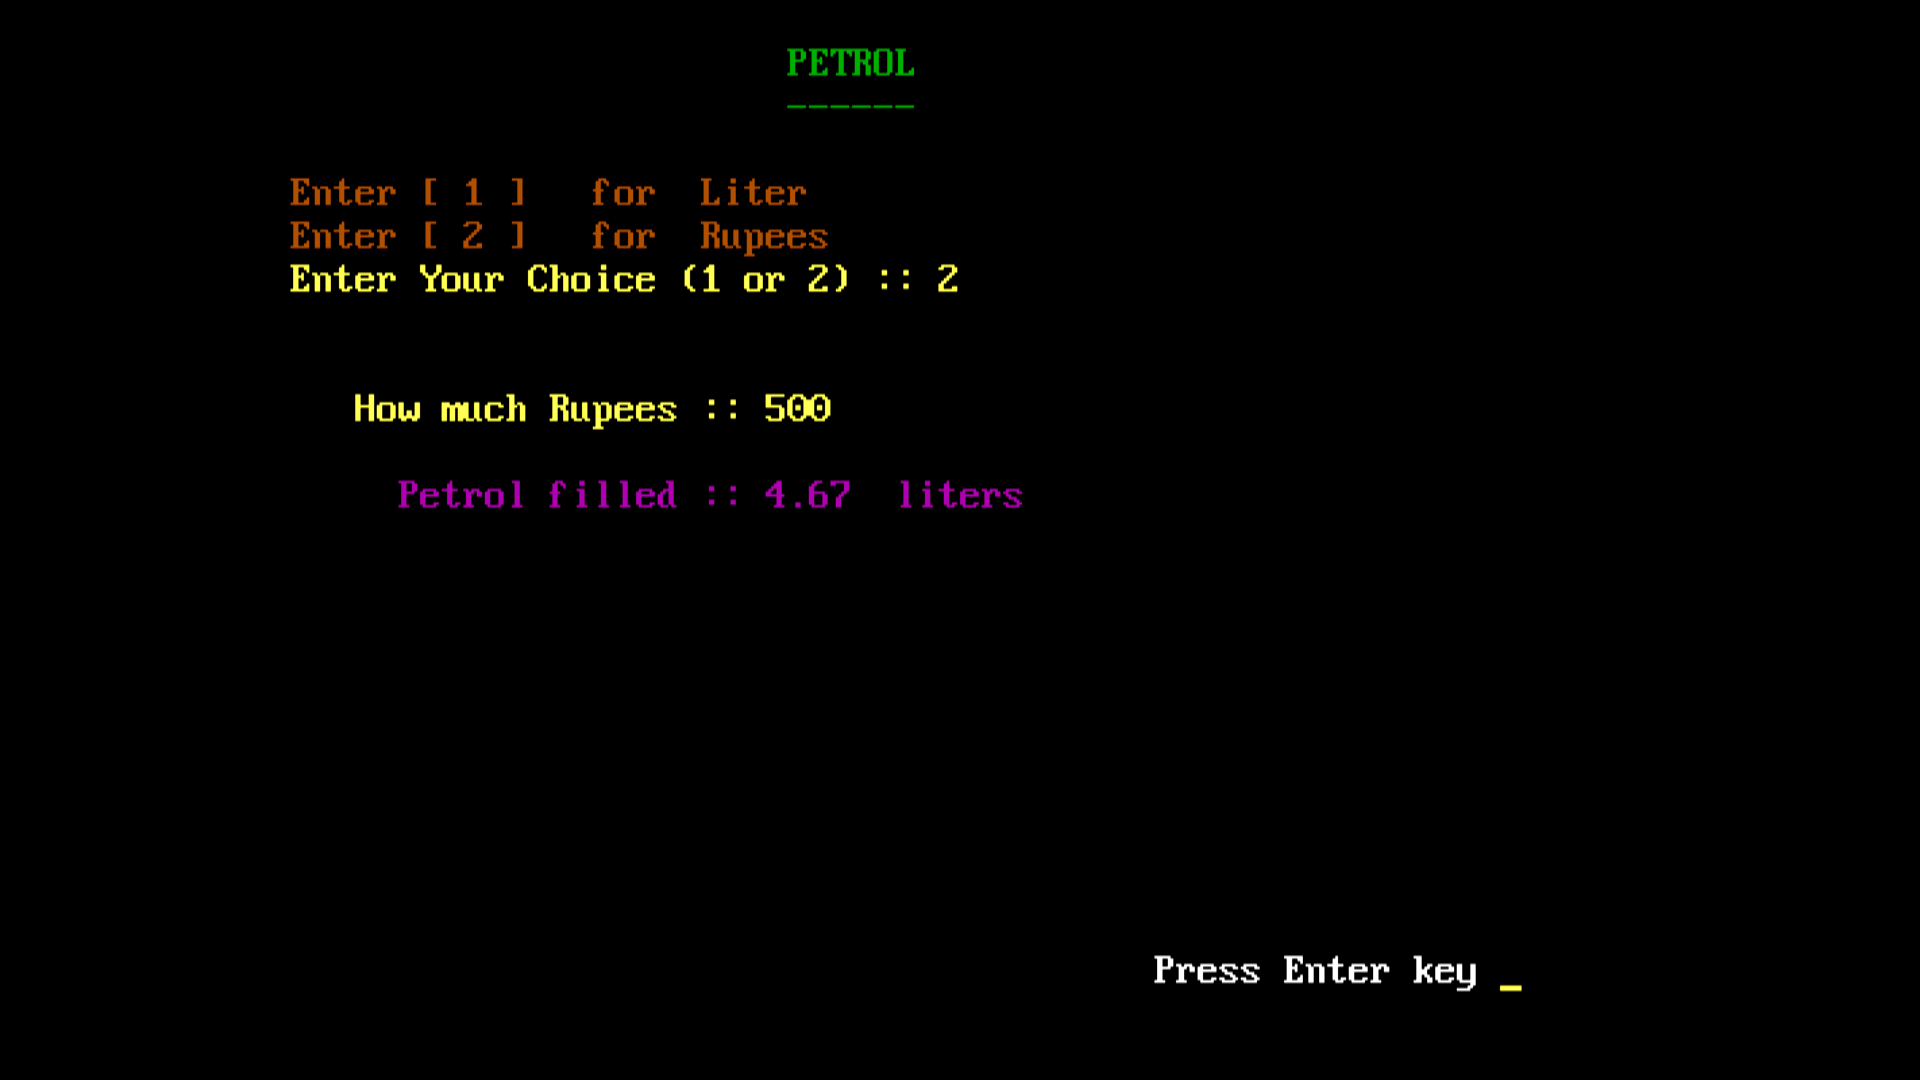 PETROL
------
Enter [ 1 ] for Liter
Enter [ 2 ] for Rupees
Enter Your Choice (1 or 2) :: 2
How much Rupees :: 500
Petrol filled :: 4.67 liters
Press Enter key _